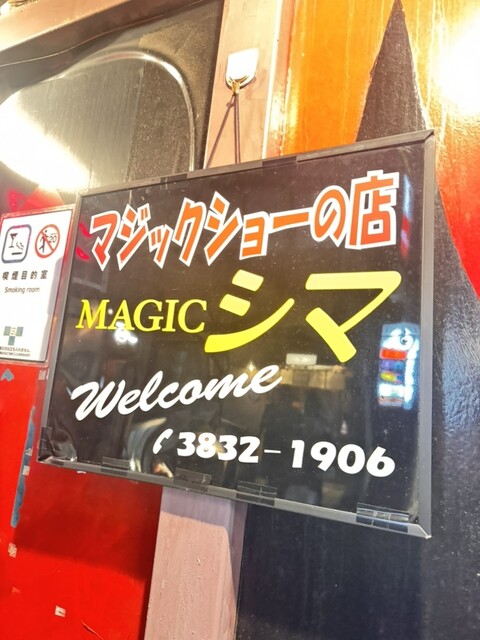 マジックショーの店
MAGIC シマ
Welcome
3832-1906
喫煙目的室
Smoking room